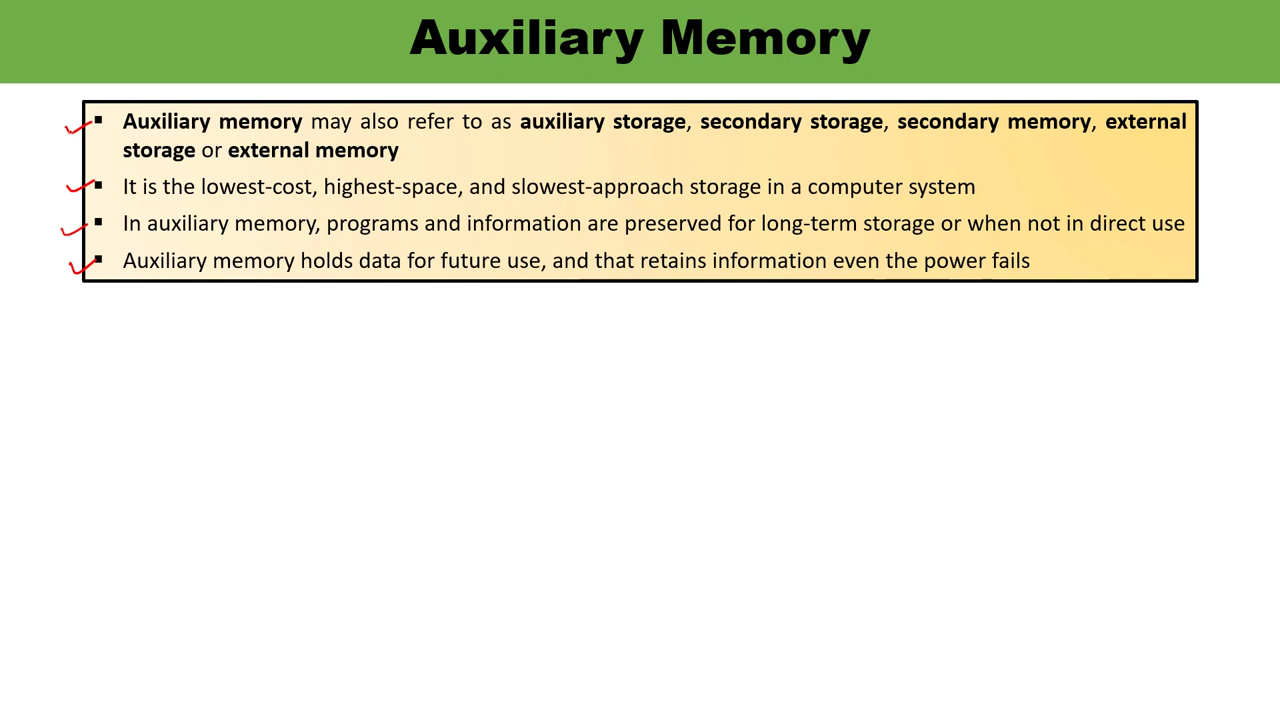 Auxiliary Memory
▪ Auxiliary memory may also refer to as auxiliary storage, secondary storage, secondary memory, external
storage or external memory
▪ It is the lowest-cost, highest-space, and slowest-approach storage in a computer system
▪ In auxiliary memory, programs and information are preserved for long-term storage or when not in direct use
▪ Auxiliary memory holds data for future use, and that retains information even the power fails